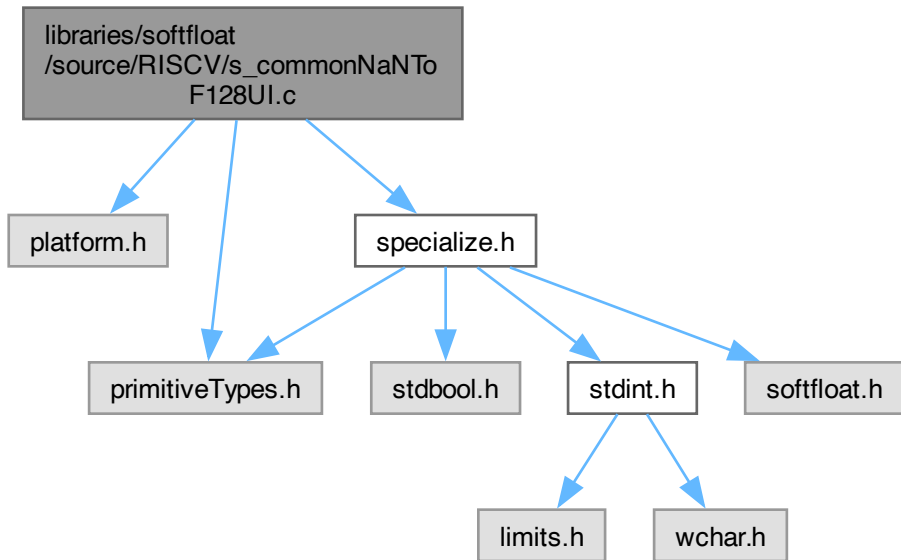 libraries/softfloat
/source/RISCV/s_commonNaNTo
F128UI.c
platform.h
specialize.h
primitiveTypes.h
stdbool.h
stdint.h
softfloat.h
limits.h
wchar.h